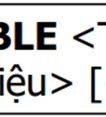 BLE <
iệu> [